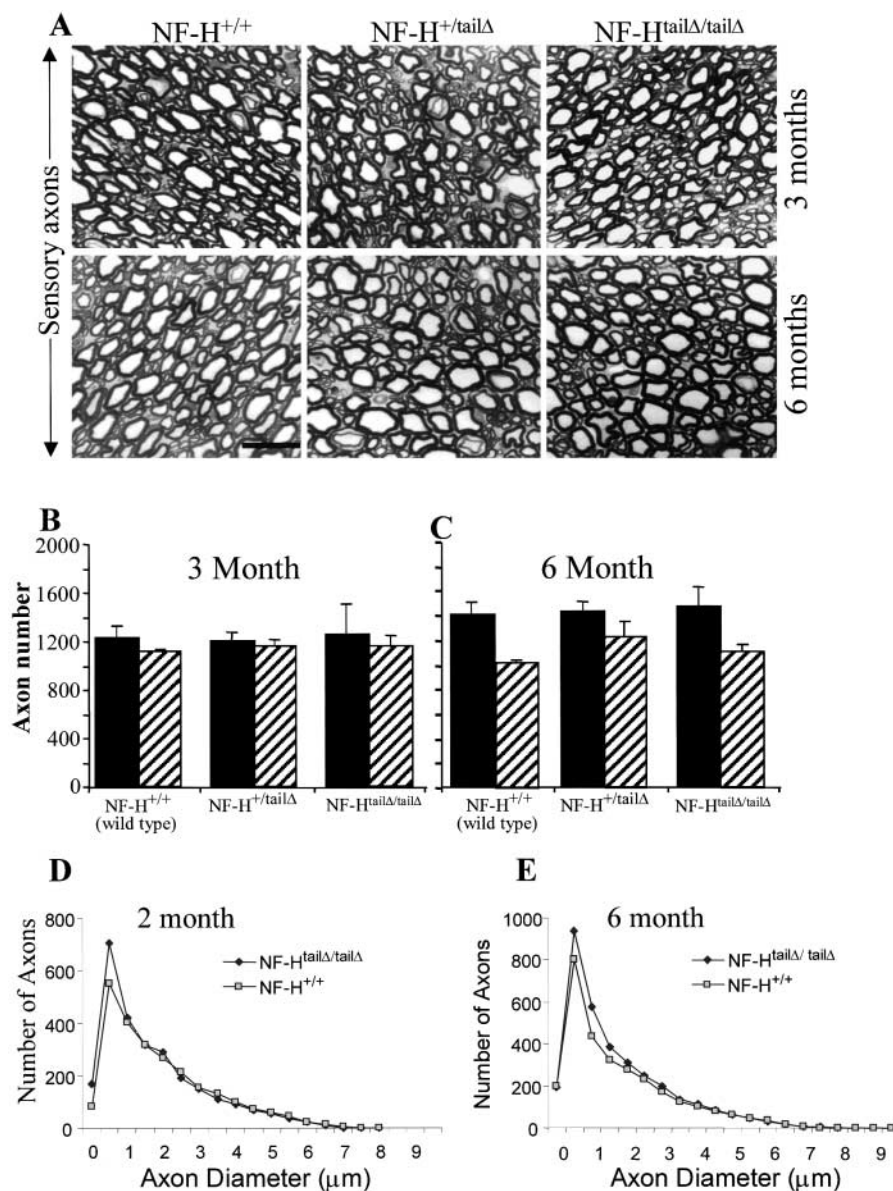 A
NF-H+/+
NF-H+/tailΔ
NF-HtailΔ/tailΔ
Sensory axons
3 months
6 months
B
C
3 Month
6 Month
Axon number
2000
1600
1200
800
400
0
NF-H+/+
(wild type)
NF-H+/tailΔ
NF-HtailΔ/tailΔ
NF-H+/+
(wild type)
NF-H+/tailΔ
NF-HtailΔ/tailΔ
D
2 month
Number of Axons
800
600
400
200
0
NF-HtailΔ/tailΔ
NF-H+/+
0 1 2 3 4 5 6 7 8 9
Axon Diameter (μm)
E
6 month
Number of Axons
1000
800
600
400
200
0
NF-HtailΔ/ tailΔ
NF-H+/+
0 1 2 3 4 5 6 7 8 9
Axon Diameter (μm)